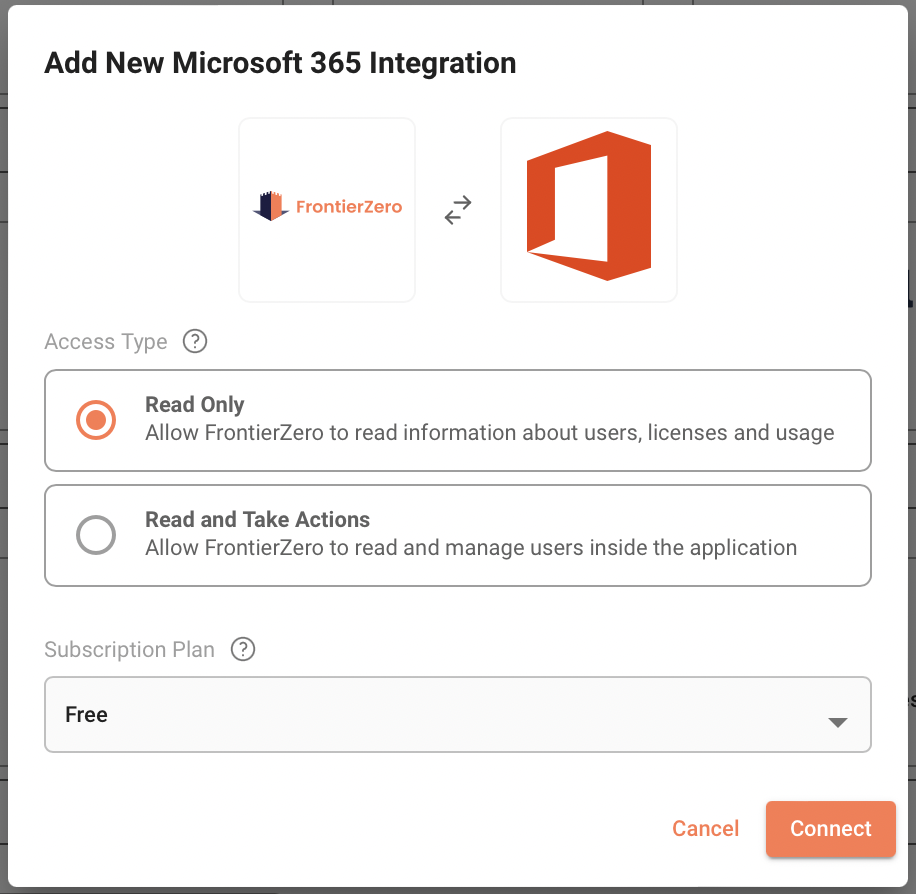 Add New Microsoft 365 Integration
FrontierZero
Access Type ?
Read Only
Allow FrontierZero to read information about users, licenses and usage
Read and Take Actions
Allow FrontierZero to read and manage users inside the application
Subscription Plan ?
Free
Cancel Connect